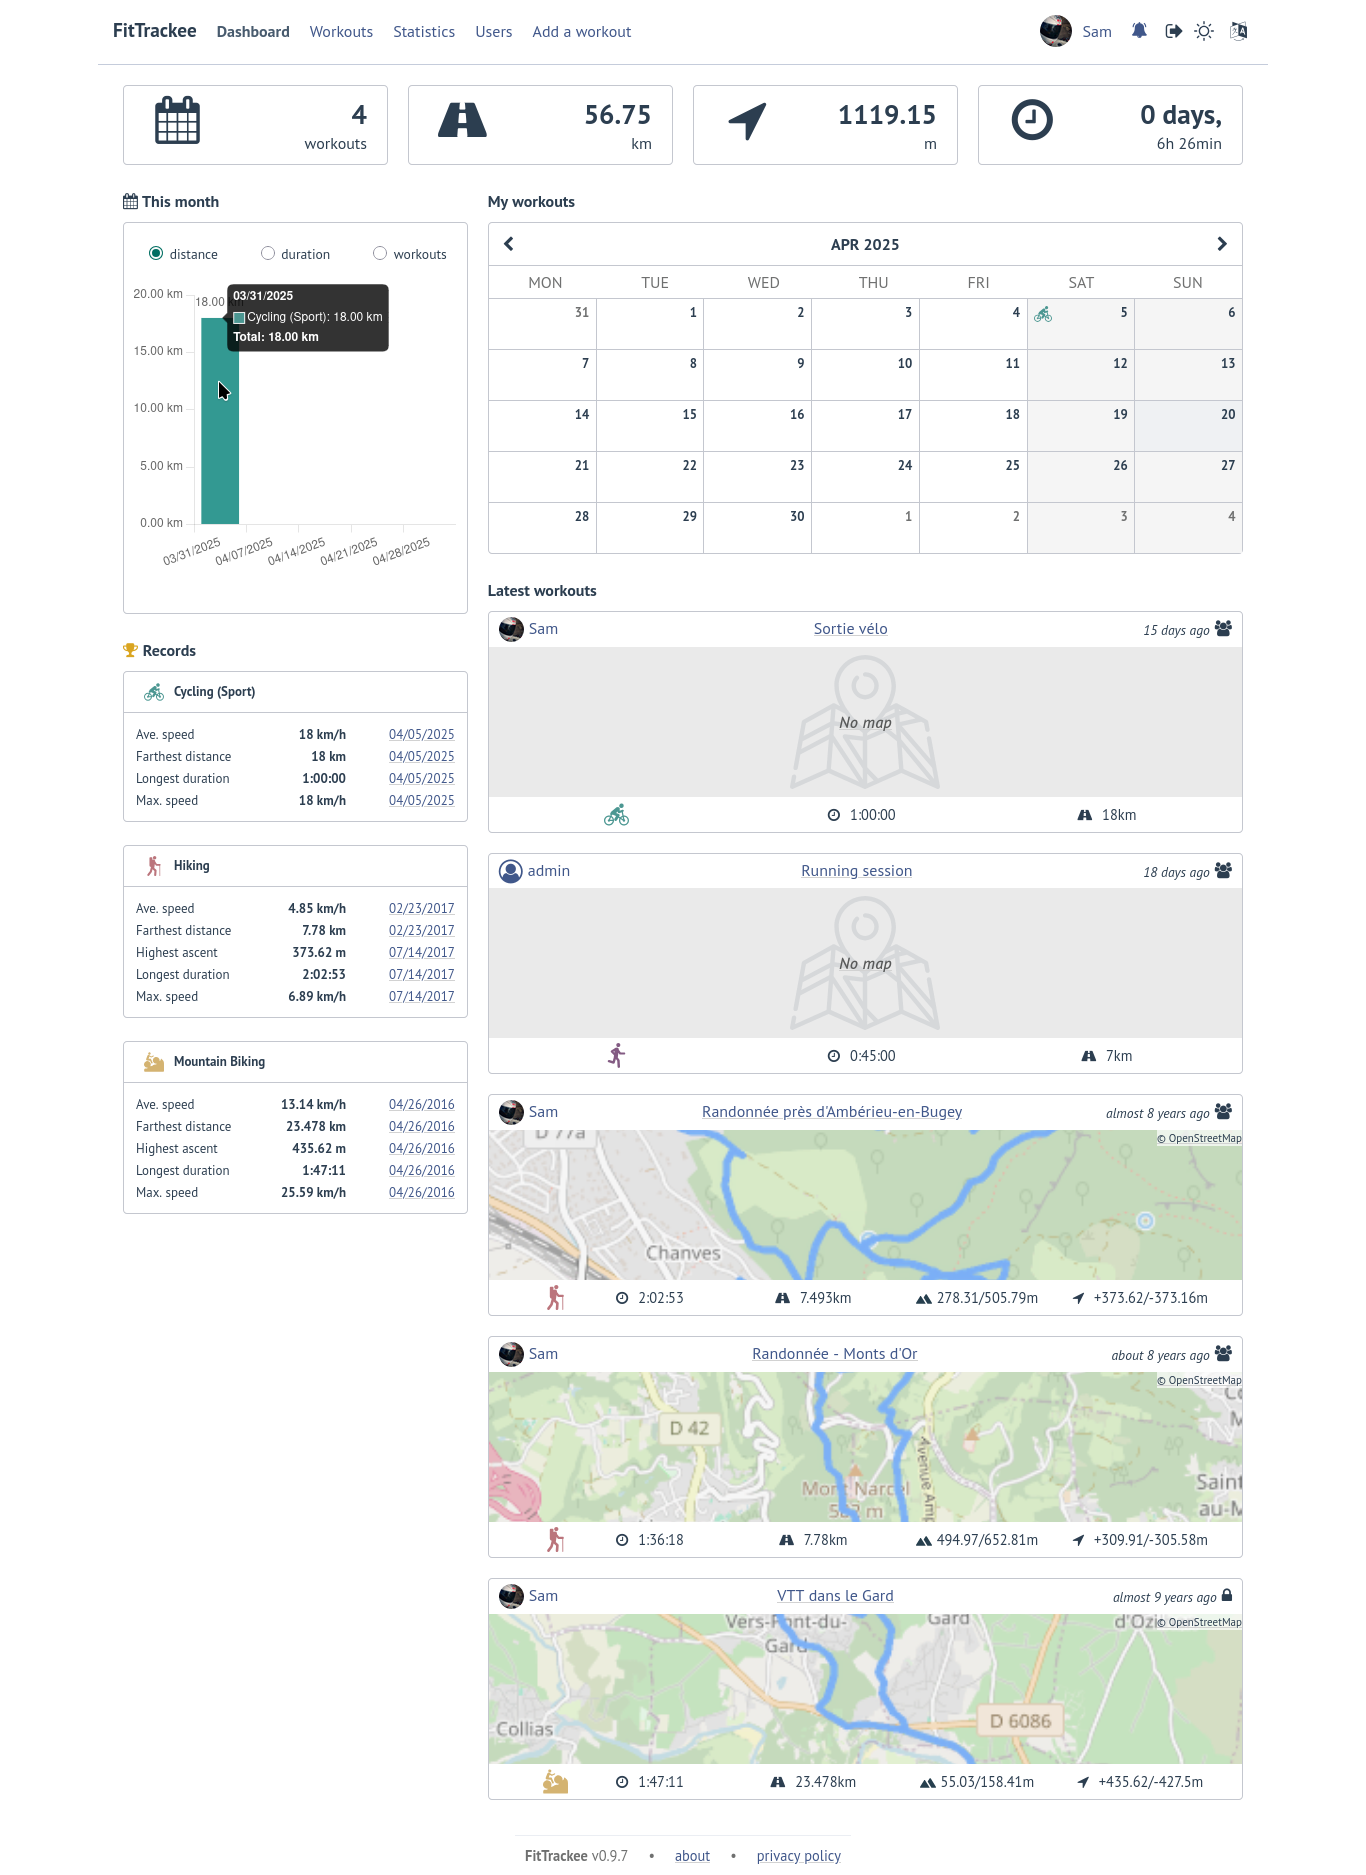 FitTrackee Dashboard Workouts Statistics Users Add a workout Sam
4
workouts
56.75
km
1119.15
m
0 days,
6h 26min
This month
distance duration workouts
20.00 km
15.00 km
10.00 km
5.00 km
0.00 km
18.00
03/31/2025
Cycling (Sport): 18.00 km
Total: 18.00 km
03/31/2025 04/07/2025 04/14/2025 04/21/2025 04/28/2025
Records
Cycling (Sport)
Ave. speed 18 km/h 04/05/2025
Farthest distance 18 km 04/05/2025
Longest duration 1:00:00 04/05/2025
Max. speed 18 km/h 04/05/2025
Hiking
Ave. speed 4.85 km/h 02/23/2017
Farthest distance 7.78 km 02/23/2017
Highest ascent 373.62 m 07/14/2017
Longest duration 2:02:53 07/14/2017
Max. speed 6.89 km/h 07/14/2017
Mountain Biking
Ave. speed 13.14 km/h 04/26/2016
Farthest distance 23.478 km 04/26/2016
Highest ascent 435.62 m 04/26/2016
Longest duration 1:47:11 04/26/2016
Max. speed 25.59 km/h 04/26/2016
My workouts
APR 2025
MON TUE WED THU FRI SAT SUN
31 1 2 3 4 5 6
7 8 9 10 11 12 13
14 15 16 17 18 19 20
21 22 23 24 25 26 27
28 29 30 1 2 3 4
Latest workouts
Sam Sortie vélo 15 days ago
No map
1:00:00 18km
admin Running session 18 days ago
No map
0:45:00 7km
Sam Randonnée près d'Ambérieu-en-Bugey almost 8 years ago
© OpenStreetMap
D 77a
Chanves
2:02:53 7.493km 278.31/505.79m +373.62/-373.16m
Sam Randonnée - Monts d'Or about 8 years ago
© OpenStreetMap
D 42
Avenue
Mont Narcel
Saint
au-M
1:36:18 7.78km 494.97/652.81m +309.91/-305.58m
Sam VTT dans le Gard almost 9 years ago
© OpenStreetMap
Vers-Pont-du-
Gard
Gard
d'Oz
Collias
D 6086
1:47:11 23.478km 55.03/158.41m +435.62/-427.5m
FitTrackee v0.9.7 • about • privacy policy